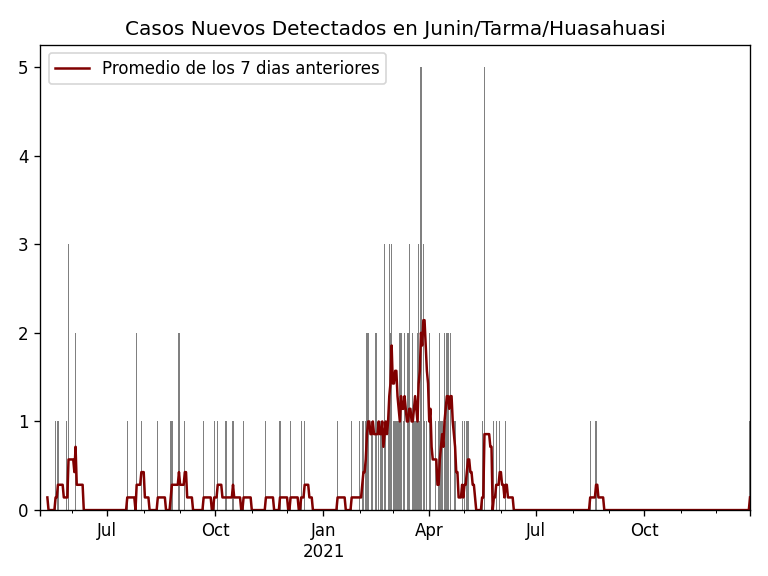 Casos Nuevos Detectados en Junin/Tarma/Huasahuasi
Promedio de los 7 dias anteriores
5
4
3
2
1
0
Jul Oct Jan Apr Jul Oct
2021